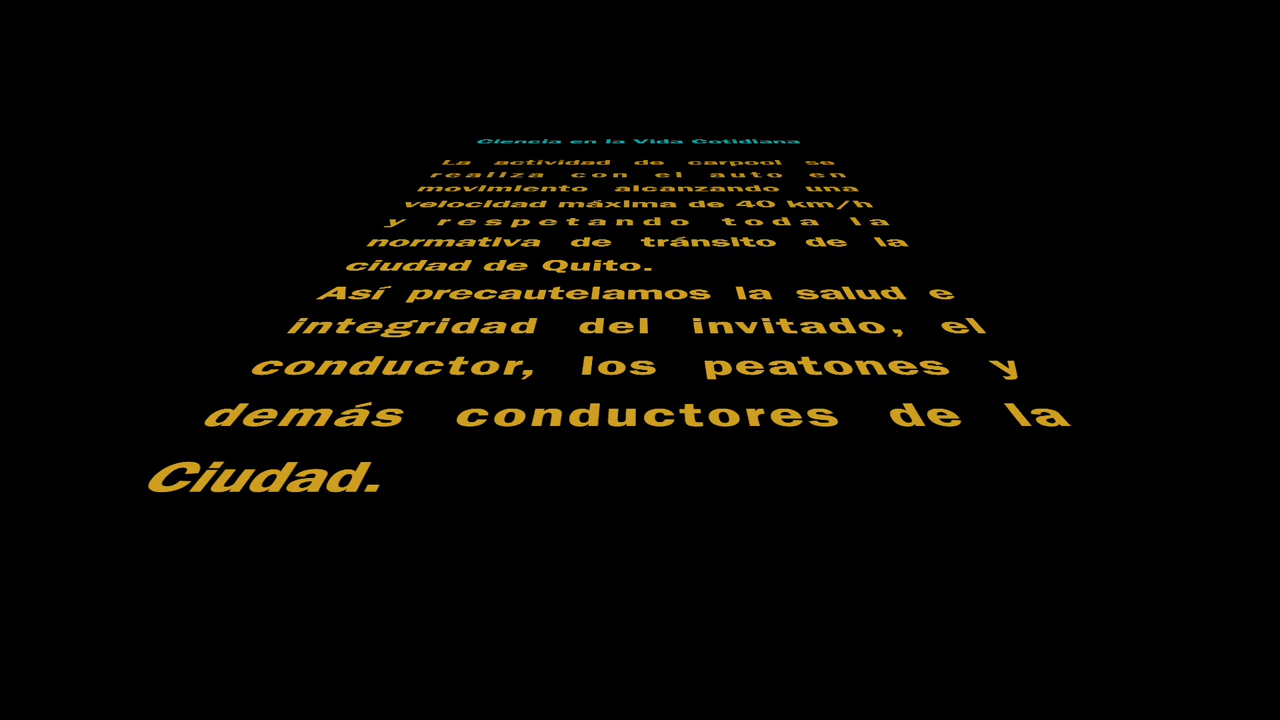 Ciencia en la Vida Cotidiana
La actividad de carpool se
realiza con el auto en
movimiento alcanzando una
velocidad máxima de 40 km/h
y respetando toda la
normativa de tránsito de la
ciudad de Quito.
Así precautelamos la salud e
integridad del invitado, el
conductor, los peatones y
demás conductores de la
Ciudad.